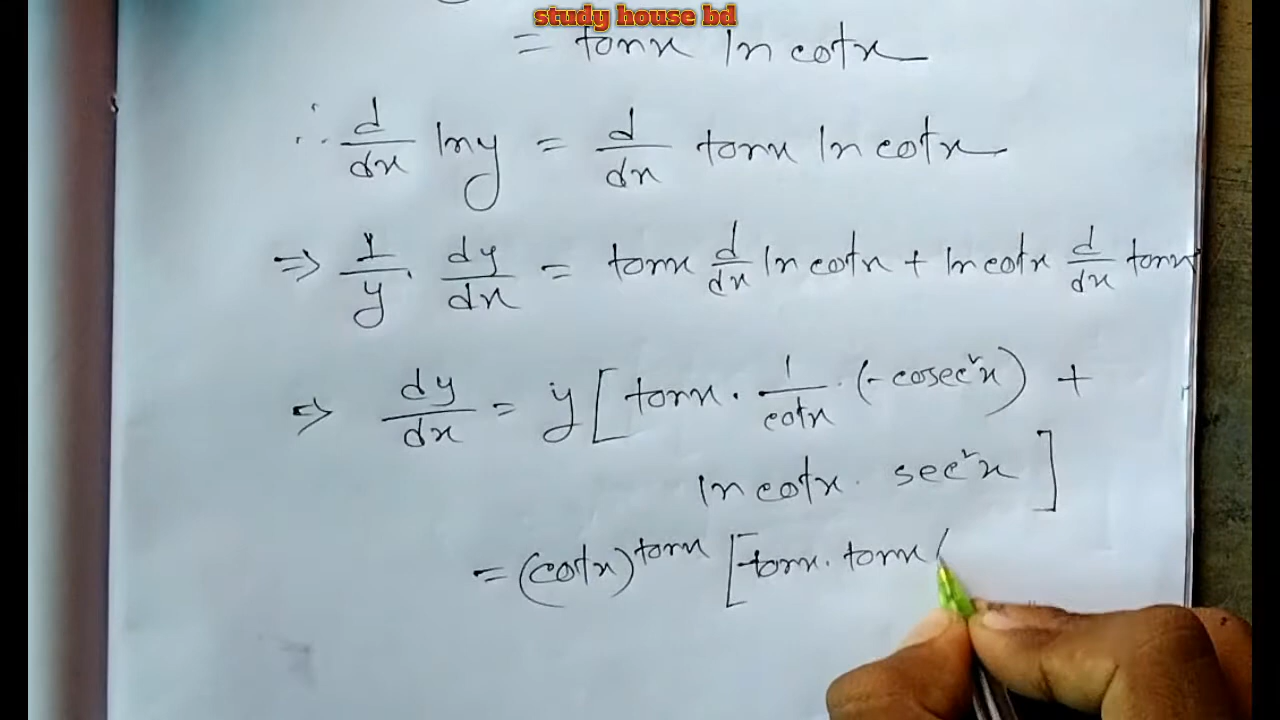 study house bd
= tanx ln cotx
∴ d/dx lny = d/dx tanx ln cotx
⇒ 1/y · dy/dx = tanx d/dx ln cotx + ln cotx d/dx tanx
⇒ dy/dx = y [ tanx · 1/cotx · (- cosec²x) +
ln cotx · sec²x ]
= (cotx)^tanx [ tanx · tanx (